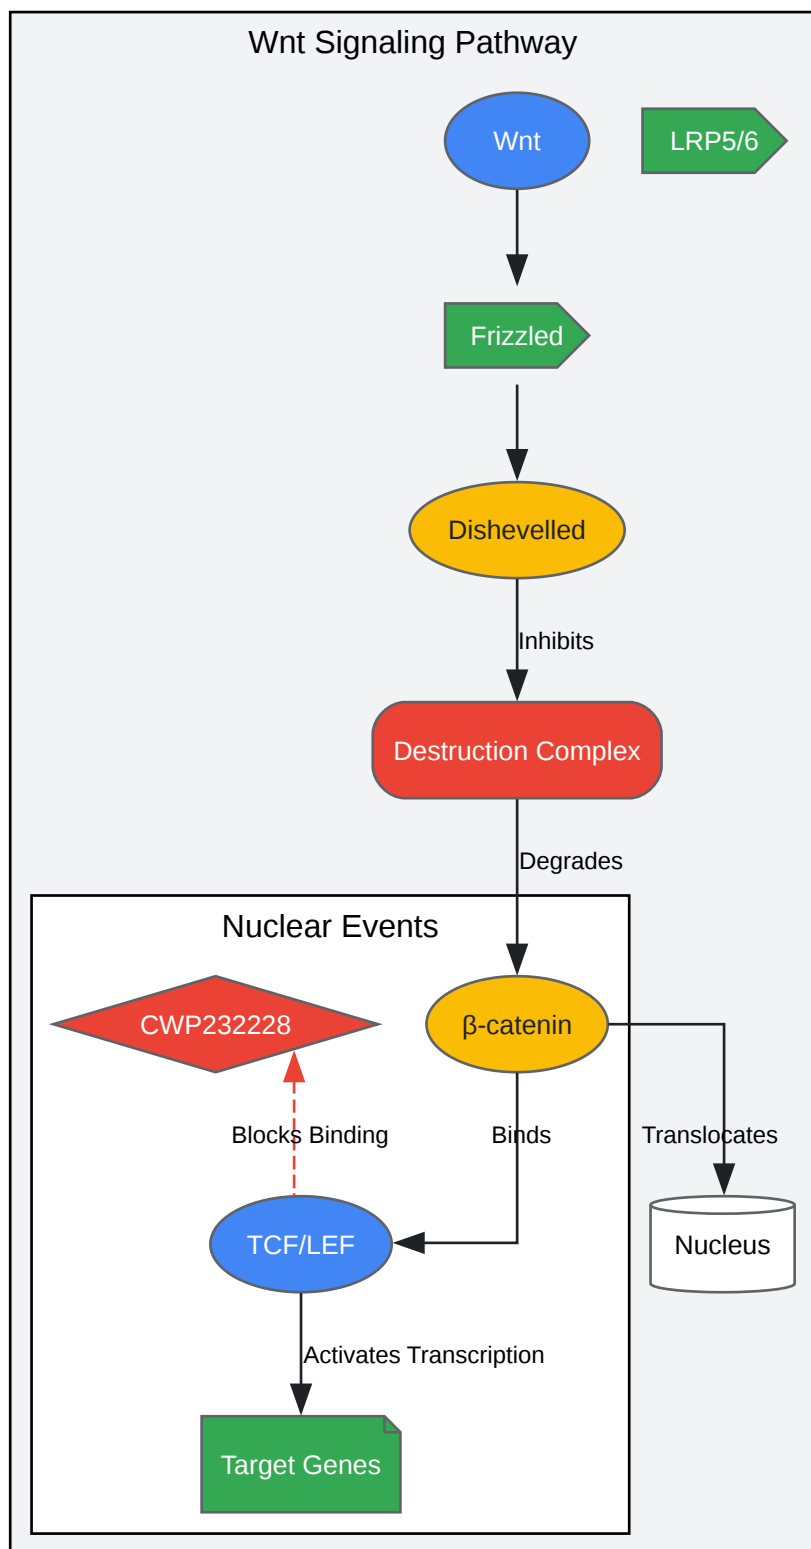 Wnt Signaling Pathway
Wnt
LRP5/6
Frizzled
Dishevelled
Inhibits
Destruction Complex
Degrades
Nuclear Events
CWP232228
β-catenin
Blocks Binding
Binds
Translocates
TCF/LEF
Nucleus
Activates Transcription
Target Genes